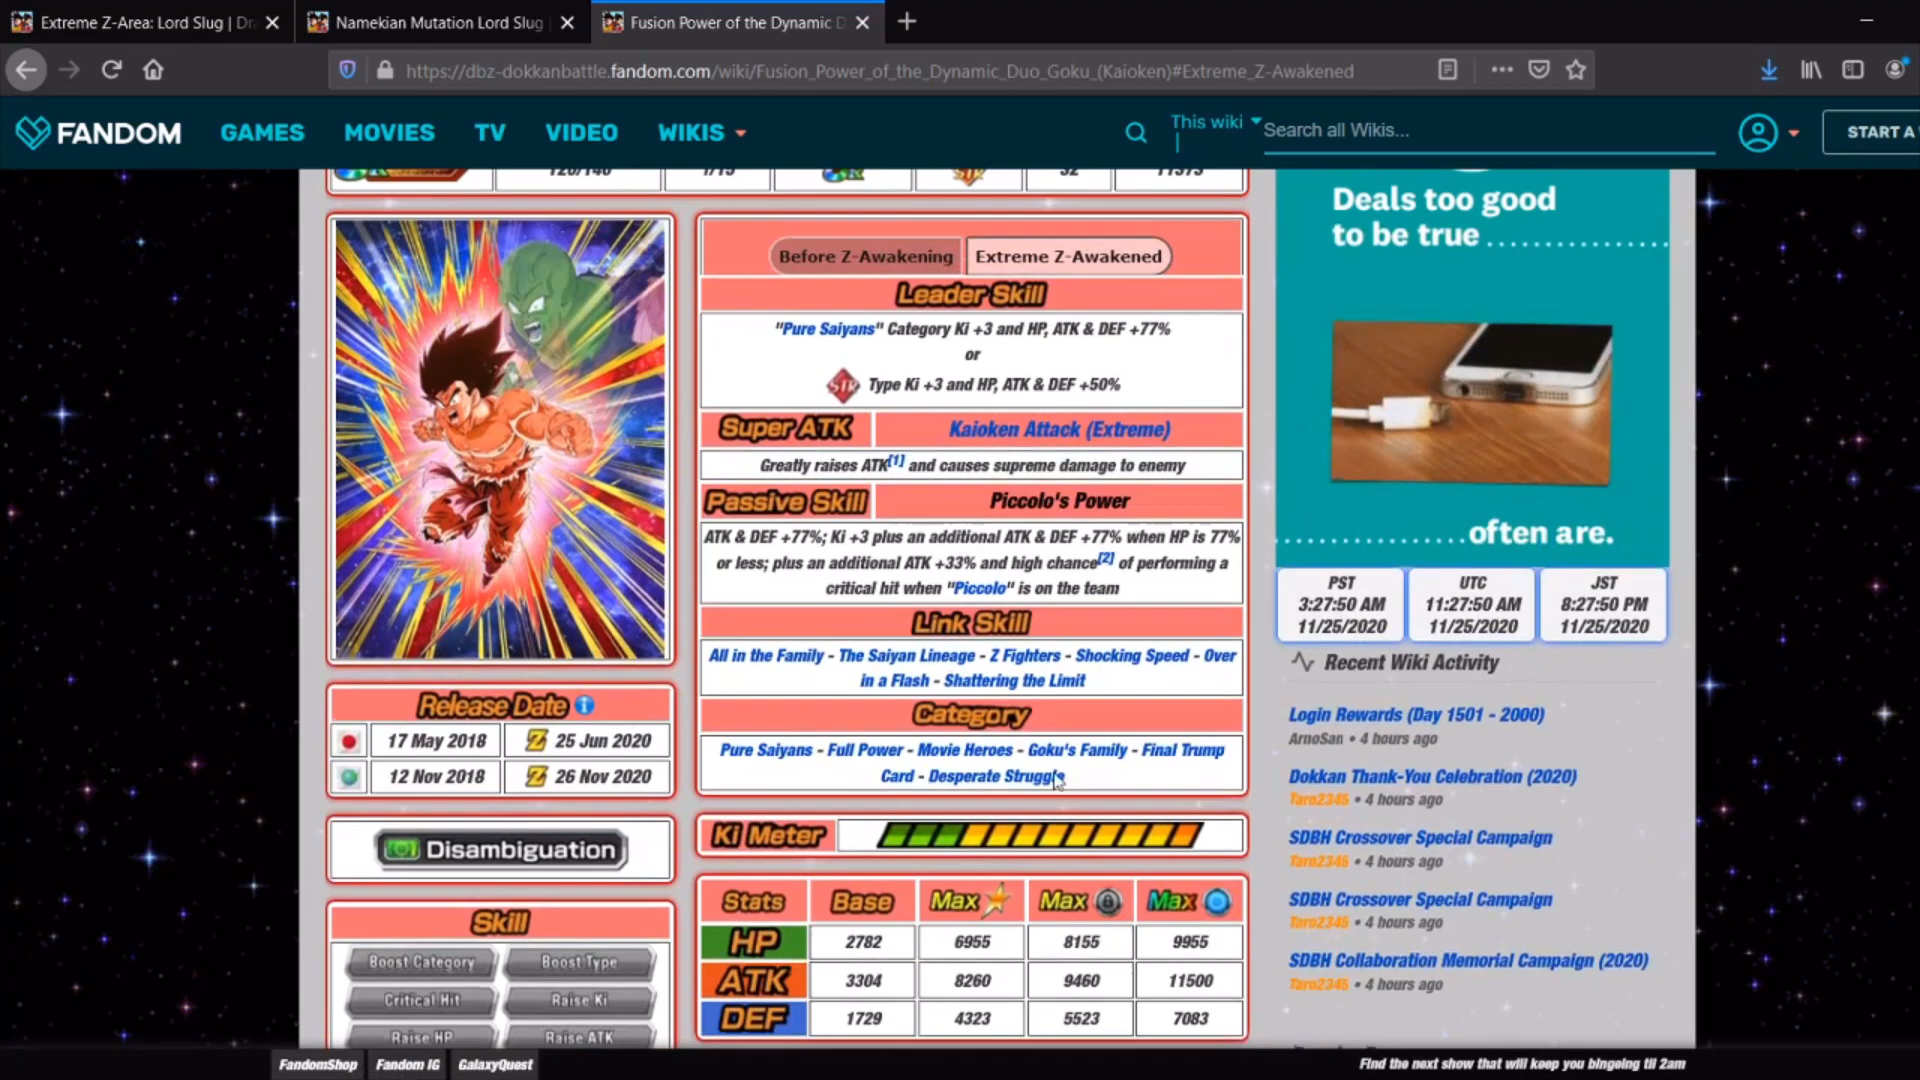 Extreme Z-Area: Lord Slug | Dr
Namekian Mutation Lord Slug
Fusion Power of the Dynamic D
https://dbz-dokkanbattle.fandom.com/wiki/Fusion_Power_of_the_Dynamic_Duo_Goku_(Kaioken)#Extreme_Z-Awakened
FANDOM GAMES MOVIES TV VIDEO WIKIS
This wiki
Search all Wikis...
START A
120/140 1/15 32 11373
Deals too good
to be true
often are.
Before Z-Awakening Extreme Z-Awakened
Leader Skill
"Pure Saiyans" Category Ki +3 and HP, ATK & DEF +77%
or
STR Type Ki +3 and HP, ATK & DEF +50%
Super ATK Kaioken Attack (Extreme)
Greatly raises ATK[1] and causes supreme damage to enemy
Passive Skill Piccolo's Power
ATK & DEF +77%; Ki +3 plus an additional ATK & DEF +77% when HP is 77%
or less; plus an additional ATK +33% and high chance[2] of performing a
critical hit when "Piccolo" is on the team
Link Skill
All in the Family - The Saiyan Lineage - Z Fighters - Shocking Speed - Over
in a Flash - Shattering the Limit
Category
Pure Saiyans - Full Power - Movie Heroes - Goku's Family - Final Trump
Card - Desperate Struggle
Ki Meter
Stats Base Max Max Max
HP 2782 6955 8155 9955
ATK 3304 8260 9460 11500
DEF 1729 4323 5523 7083
Release Date
17 May 2018 Z 25 Jun 2020
12 Nov 2018 Z 26 Nov 2020
Disambiguation
Skill
Boost Category Boost Type
Critical Hit Raise Ki
Raise HP Raise ATK
PST UTC JST
3:27:50 AM 11:27:50 AM 8:27:50 PM
11/25/2020 11/25/2020 11/25/2020
Recent Wiki Activity
Login Rewards (Day 1501 - 2000)
ArnoSan • 4 hours ago
Dokkan Thank-You Celebration (2020)
Taro2345 • 4 hours ago
SDBH Crossover Special Campaign
Taro2345 • 4 hours ago
SDBH Crossover Special Campaign
Taro2345 • 4 hours ago
SDBH Collaboration Memorial Campaign (2020)
Taro2345 • 4 hours ago
FandomShop Fandom IG GalaxyQuest
Find the next show that will keep you bingeing til 2am